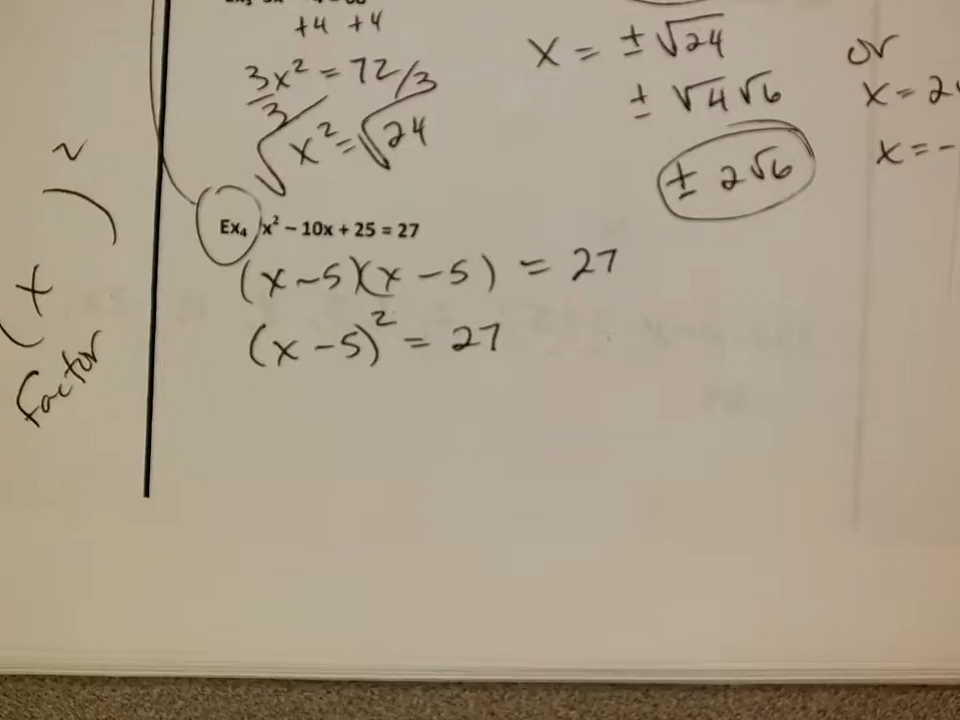 +4 +4
3x² = 72/3
3
√x² = √24
x = ± √24
± √4 √6
± 2√6
or
x = 2
x = -
Ex₄ x² – 10x + 25 = 27
(x - 5)(x - 5) = 27
(x - 5)² = 27
(x )²
Factor